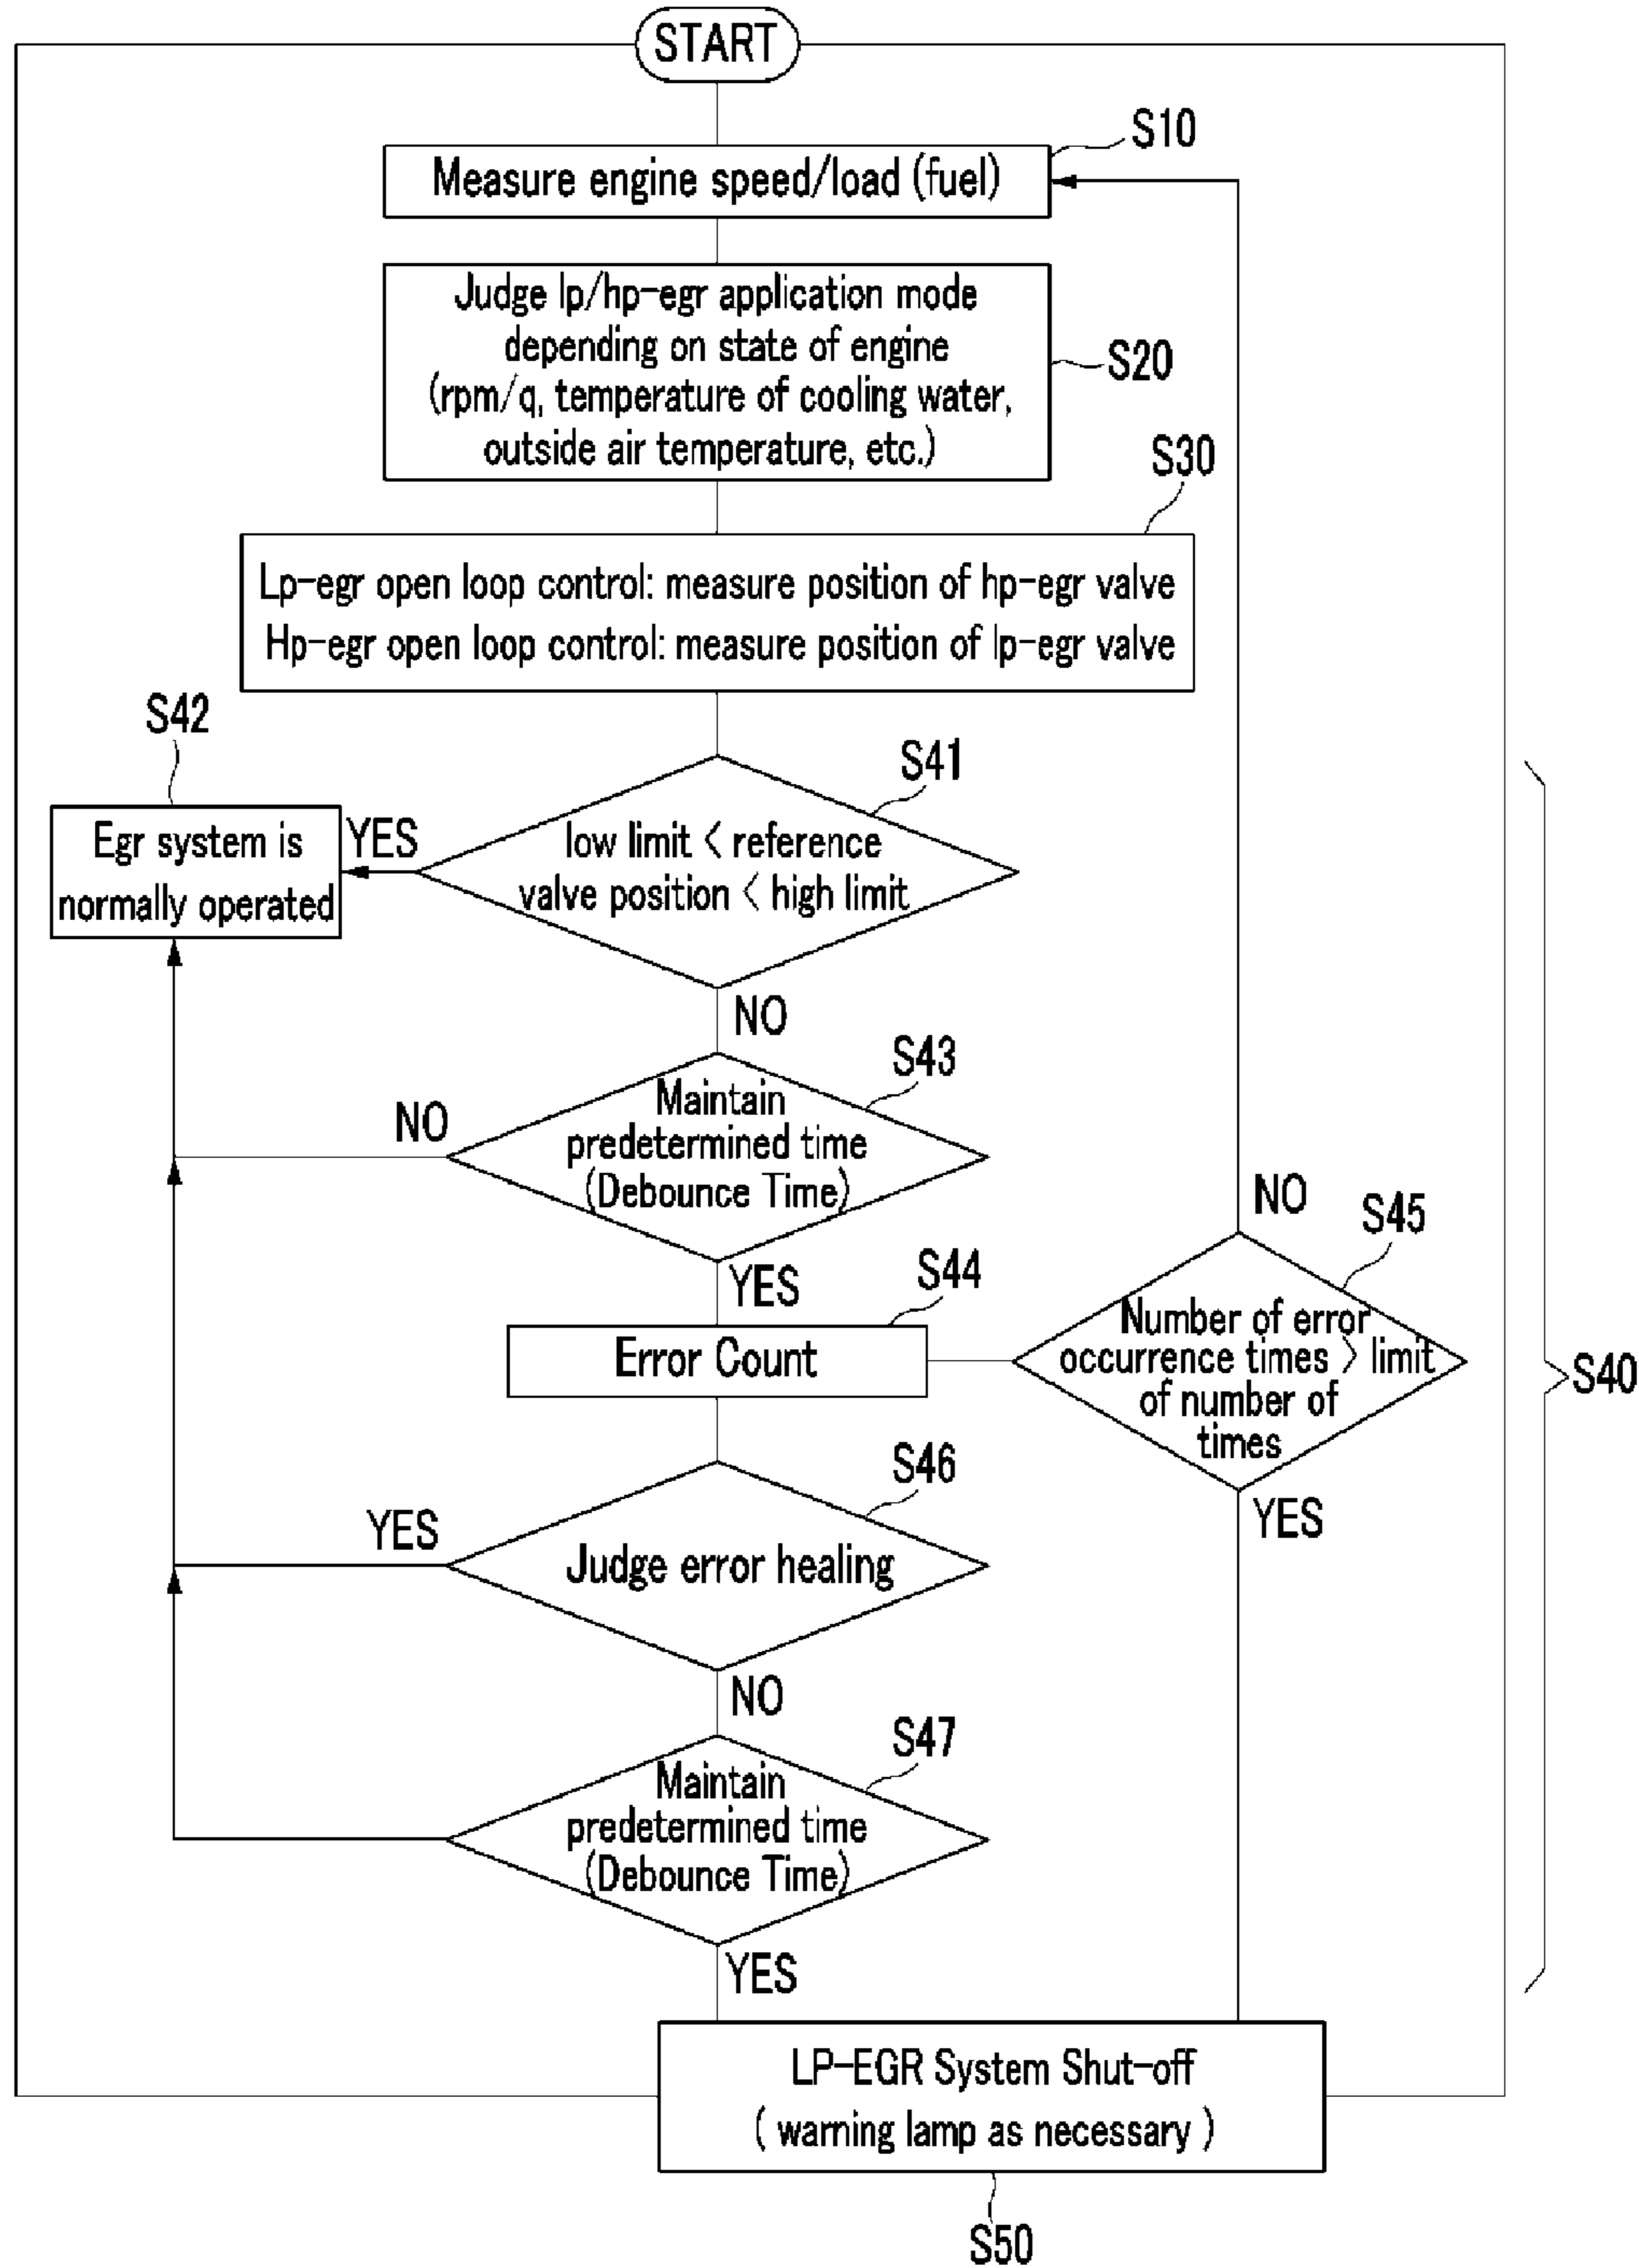 START
S10
Measure engine speed/load (fuel)
Judge lp/hp-egr application mode
depending on state of engine
(rpm/q, temperature of cooling water,
outside air temperature, etc.)
S20
S30
Lp-egr open loop control: measure position of hp-egr valve
Hp-egr open loop control: measure position of lp-egr valve
S42
Egr system is
normally operated
YES
S41
low limit < reference
valve position < high limit
NO
S43
Maintain
predetermined time
(Debounce Time)
NO
YES
S44
Error Count
NO
S45
Number of error
occurrence times > limit
of number of
times
YES
S40
S46
Judge error healing
YES
NO
S47
Maintain
predetermined time
(Debounce Time)
YES
LP-EGR System Shut-off
( warning lamp as necessary )
S50